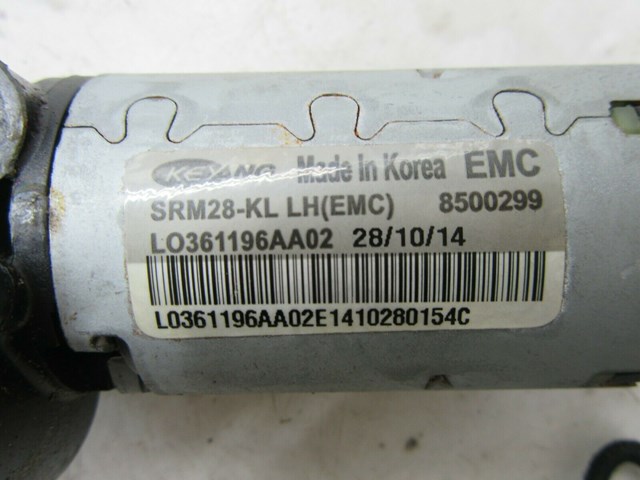 KEYANG Made In Korea EMC
SRM28-KL LH(EMC) 8500299
LO361196AA02 28/10/14
LO361196AA02E1410280154C